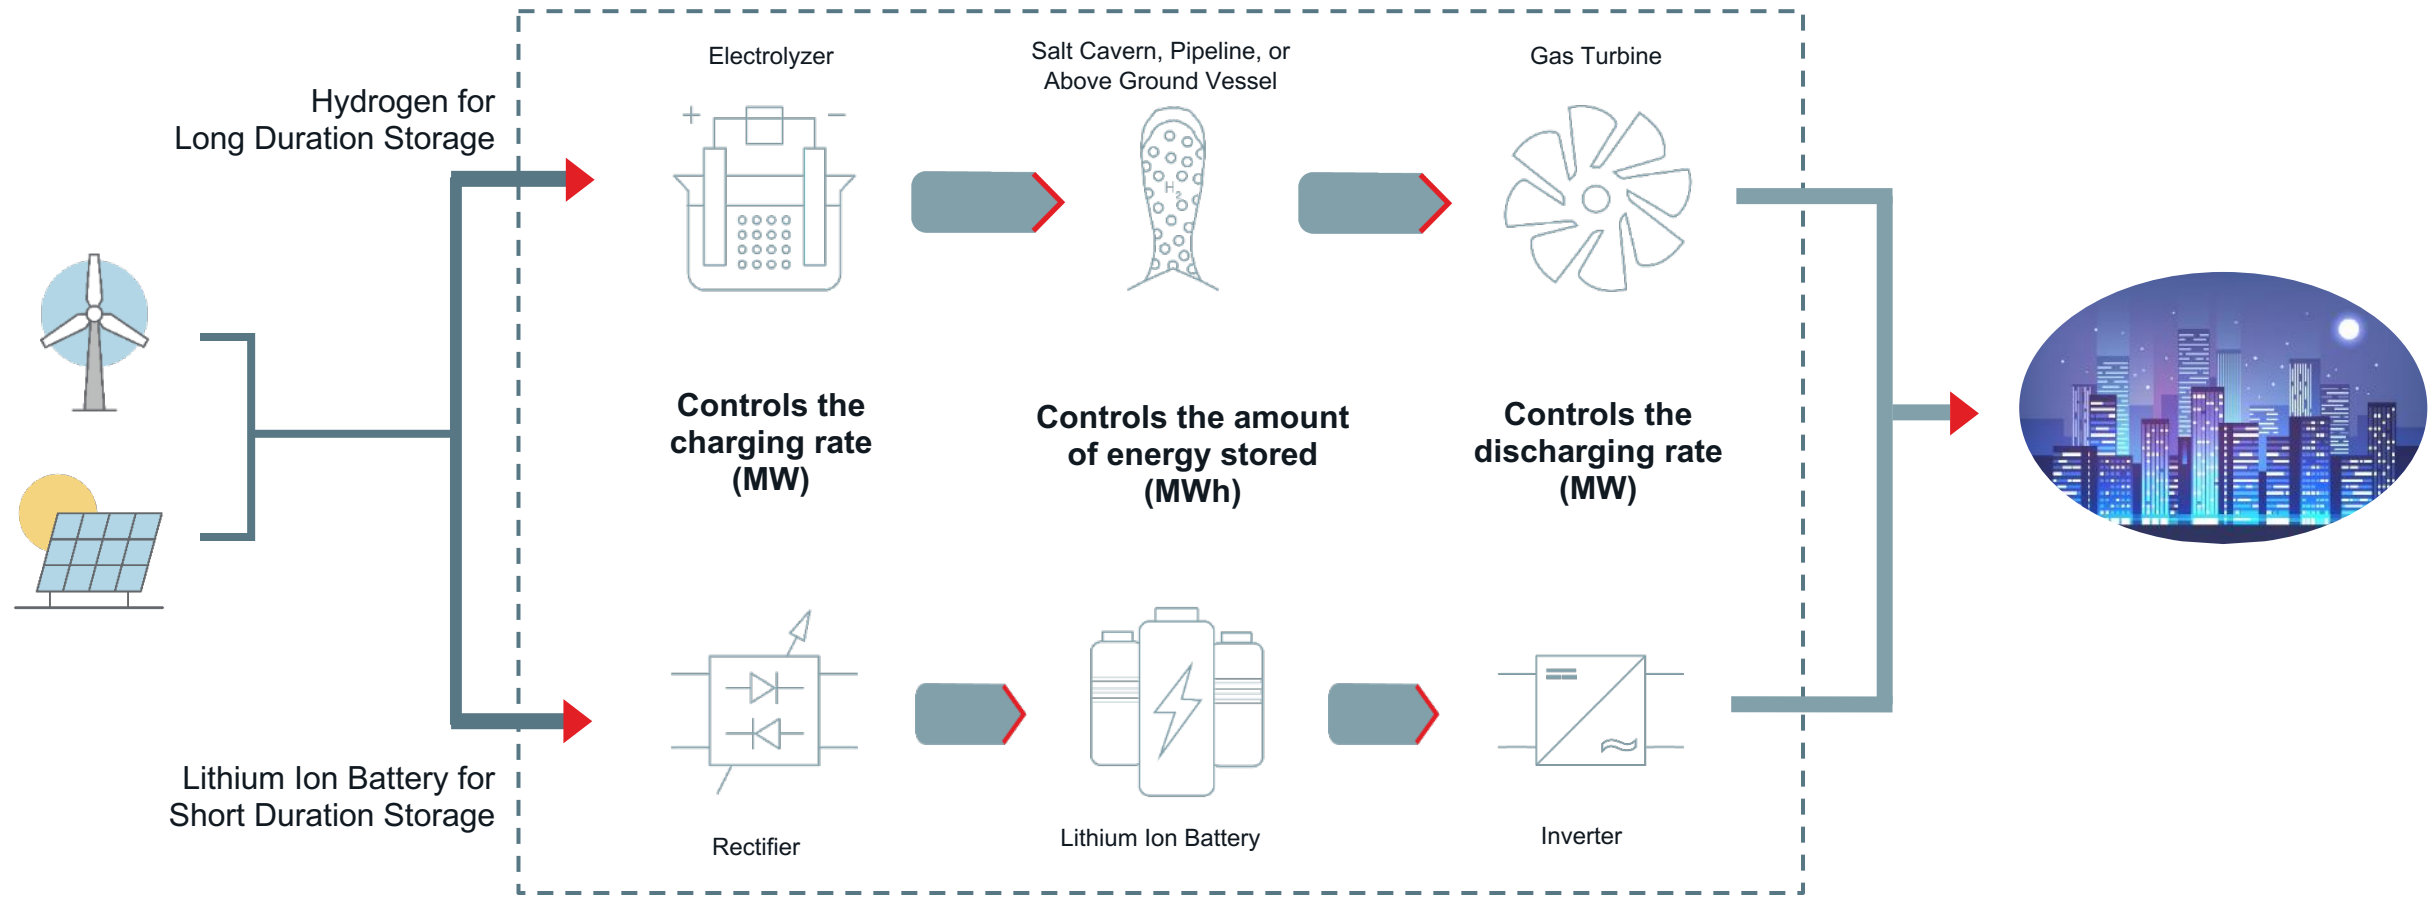 Electrolyzer
Salt Cavern, Pipeline, or
Above Ground Vessel
Gas Turbine
Hydrogen for
Long Duration Storage
+
−
H2
Controls the
charging rate
(MW)
Controls the amount
of energy stored
(MWh)
Controls the
discharging rate
(MW)
Lithium Ion Battery for
Short Duration Storage
Rectifier
Lithium Ion Battery
Inverter